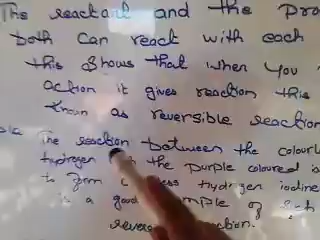 The reactant and the Pro
both Can react with each
this Shows that when You
action it gives reaction this
Known as reversible reaction
The reaction between the colourl
hydrogen the purple coloured
to form hydrogen iodine
is a good of
reve